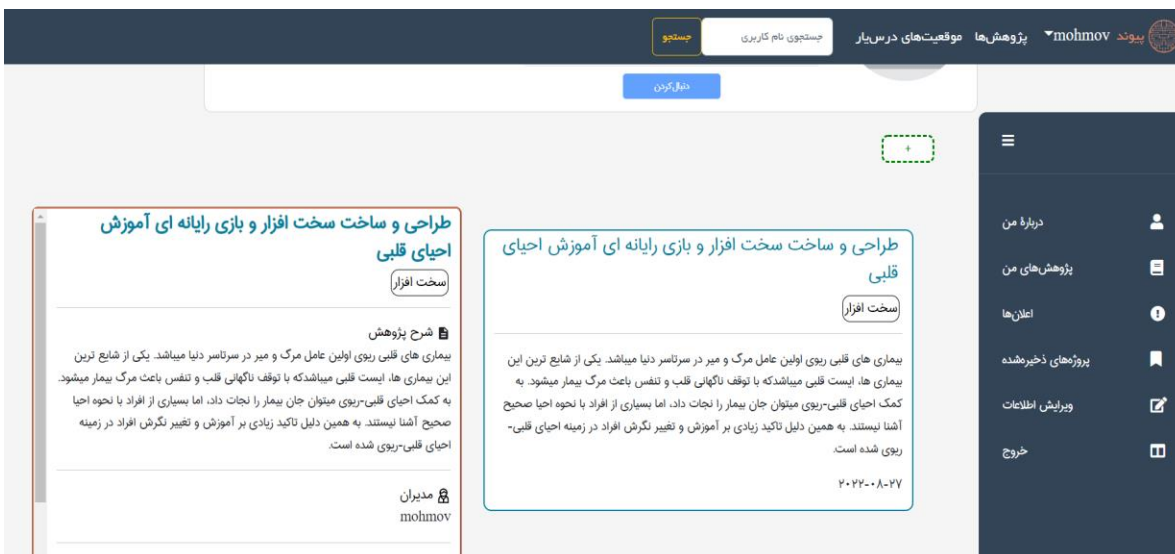 پیوند mohmov پژوهش‌ها موقعیت‌های درس‌یار جستجوی نام کاربری جستجو
دنبال‌کردن
+
دربارهٔ من
پژوهش‌های من
اعلان‌ها
پروژه‌های ذخیره‌شده
ویرایش اطلاعات
خروج
طراحی و ساخت سخت افزار و بازی رایانه ای آموزش احیای
قلبی
سخت افزار
بیماری های قلبی ریوی اولین عامل مرگ و میر در سرتاسر دنیا میباشد. یکی از شایع ترین این
بیماری ها، ایست قلبی میباشدکه با توقف ناگهانی قلب و تنفس باعث مرگ بیمار میشود. به
کمک احیای قلبی-ریوی میتوان جان بیمار را نجات داد، اما بسیاری از افراد با نحوه احیا صحیح
آشنا نیستند. به همین دلیل تاکید زیادی بر آموزش و تغییر نگرش افراد در زمینه احیای قلبی-
ریوی شده است.
۲۰۲۲-۰۸-۲۷
طراحی و ساخت سخت افزار و بازی رایانه ای آموزش
احیای قلبی
سخت افزار
شرح پژوهش
بیماری های قلبی ریوی اولین عامل مرگ و میر در سرتاسر دنیا میباشد. یکی از شایع ترین
این بیماری ها، ایست قلبی میباشدکه با توقف ناگهانی قلب و تنفس باعث مرگ بیمار میشود.
به کمک احیای قلبی-ریوی میتوان جان بیمار را نجات داد، اما بسیاری از افراد با نحوه احیا
صحیح آشنا نیستند. به همین دلیل تاکید زیادی بر آموزش و تغییر نگرش افراد در زمینه
احیای قلبی-ریوی شده است.
مدیران
mohmov